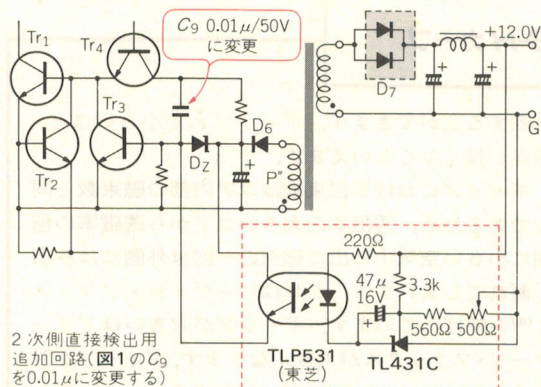 Tr1
Tr4
C9 0.01μ/50V
に変更
+12.0V
D7
G
Tr3
DZ
D6
Tr2
P"
220Ω
47μ
16V
3.3k
560Ω
500Ω
TLP531
(東芝)
TL431C
2次側直接検出用
追加回路(図1のC9
を0.01μに変更する)